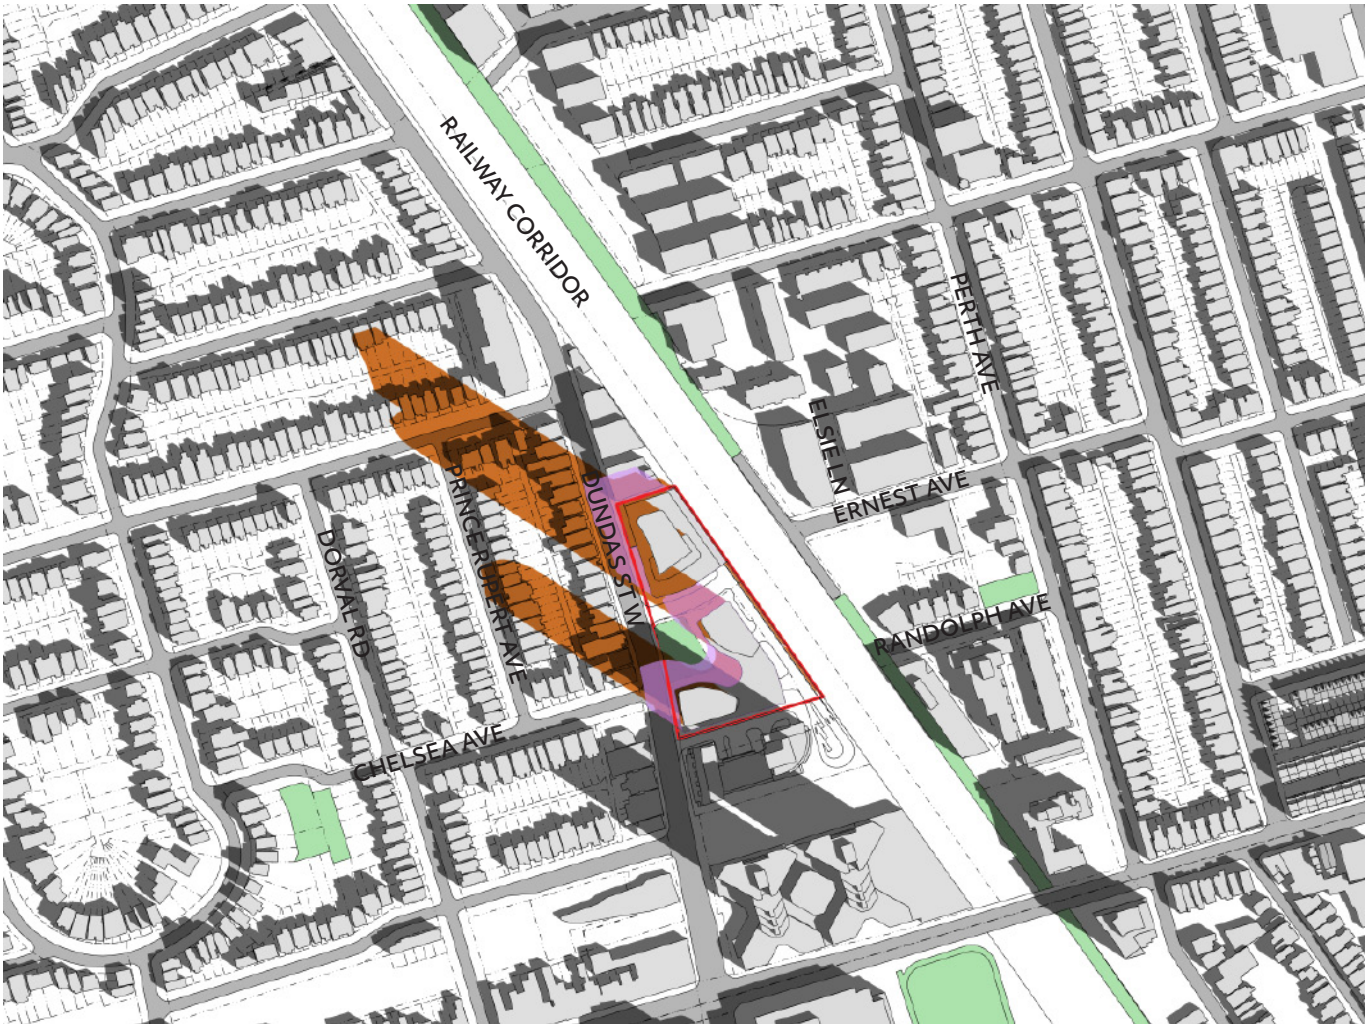 RAILWAY CORRIDOR
PERTH AVE
ELSIE LN
ERNEST AVE
PRINCE RUPERT AVE
DUNDAS ST W
DORVAL RD
RANDOLPH AVE
CHELSEA AVE